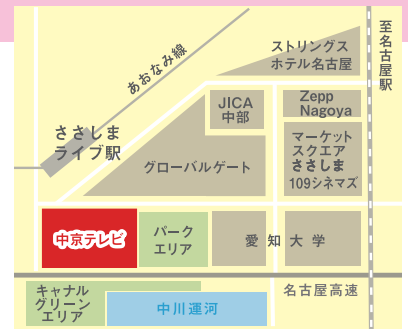 ストリングス
ホテル名古屋
至名古屋駅
あおなみ線
JICA
中部
Zepp
Nagoya
ささしま
ライブ駅
マーケット
スクエア
ささしま
109シネマズ
グローバルゲート
中京テレビ
パーク
エリア
愛知大学
名古屋高速
キャナル
グリーン
エリア
中川運河